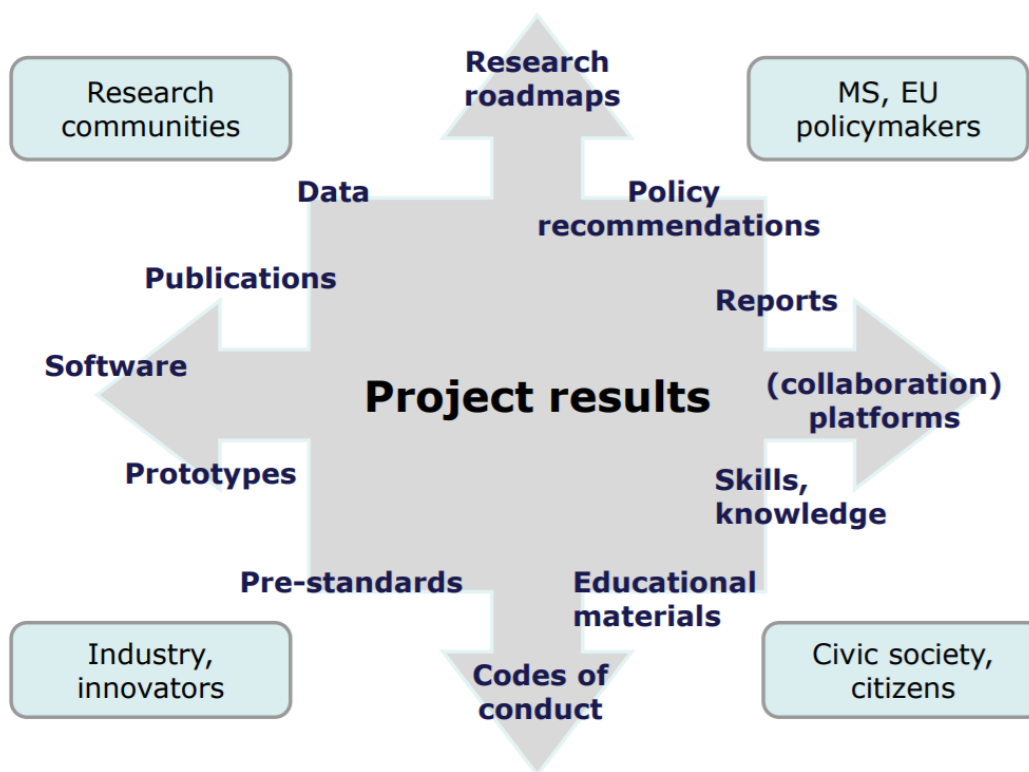 Research
roadmaps
Research
communities
MS, EU
policymakers
Data
Policy
recommendations
Publications
Reports
Software
Project results
(collaboration)
platforms
Prototypes
Skills,
knowledge
Pre-standards
Educational
materials
Industry,
innovators
Codes of
conduct
Civic society,
citizens